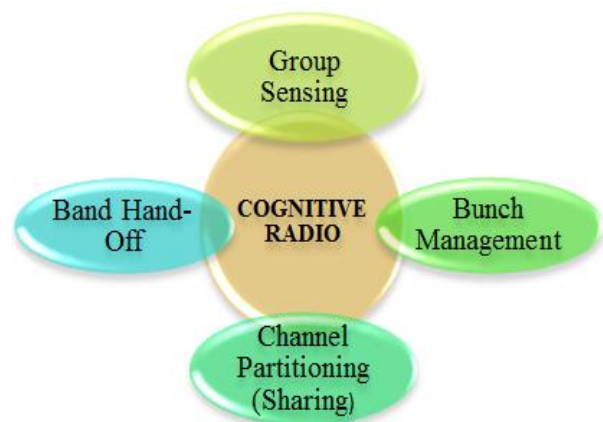 Group
Sensing
Band Hand-
Off
COGNITIVE
RADIO
Bunch
Management
Channel
Partitioning
(Sharing)